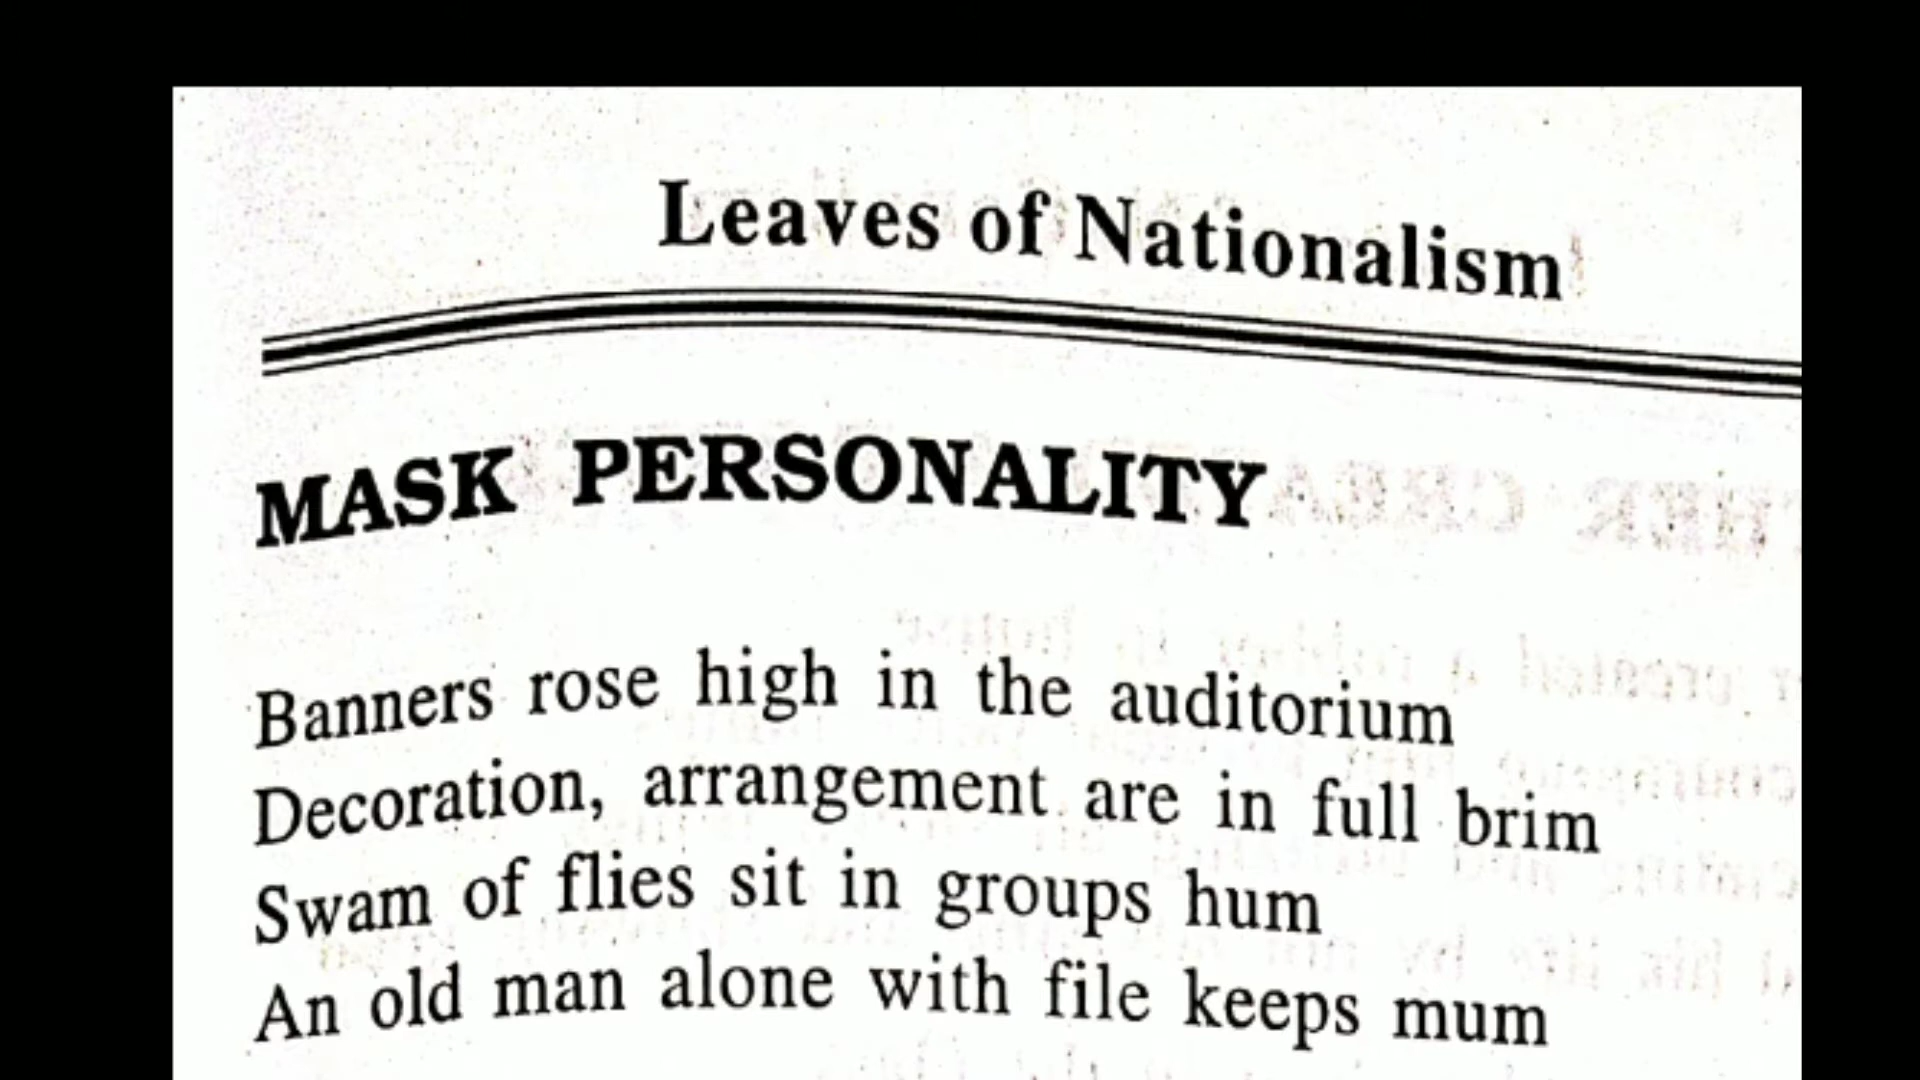 Leaves of Nationalism
MASK PERSONALITY
Banners rose high in the auditorium
Decoration, arrangement are in full brim
Swam of flies sit in groups hum
An old man alone with file keeps mum